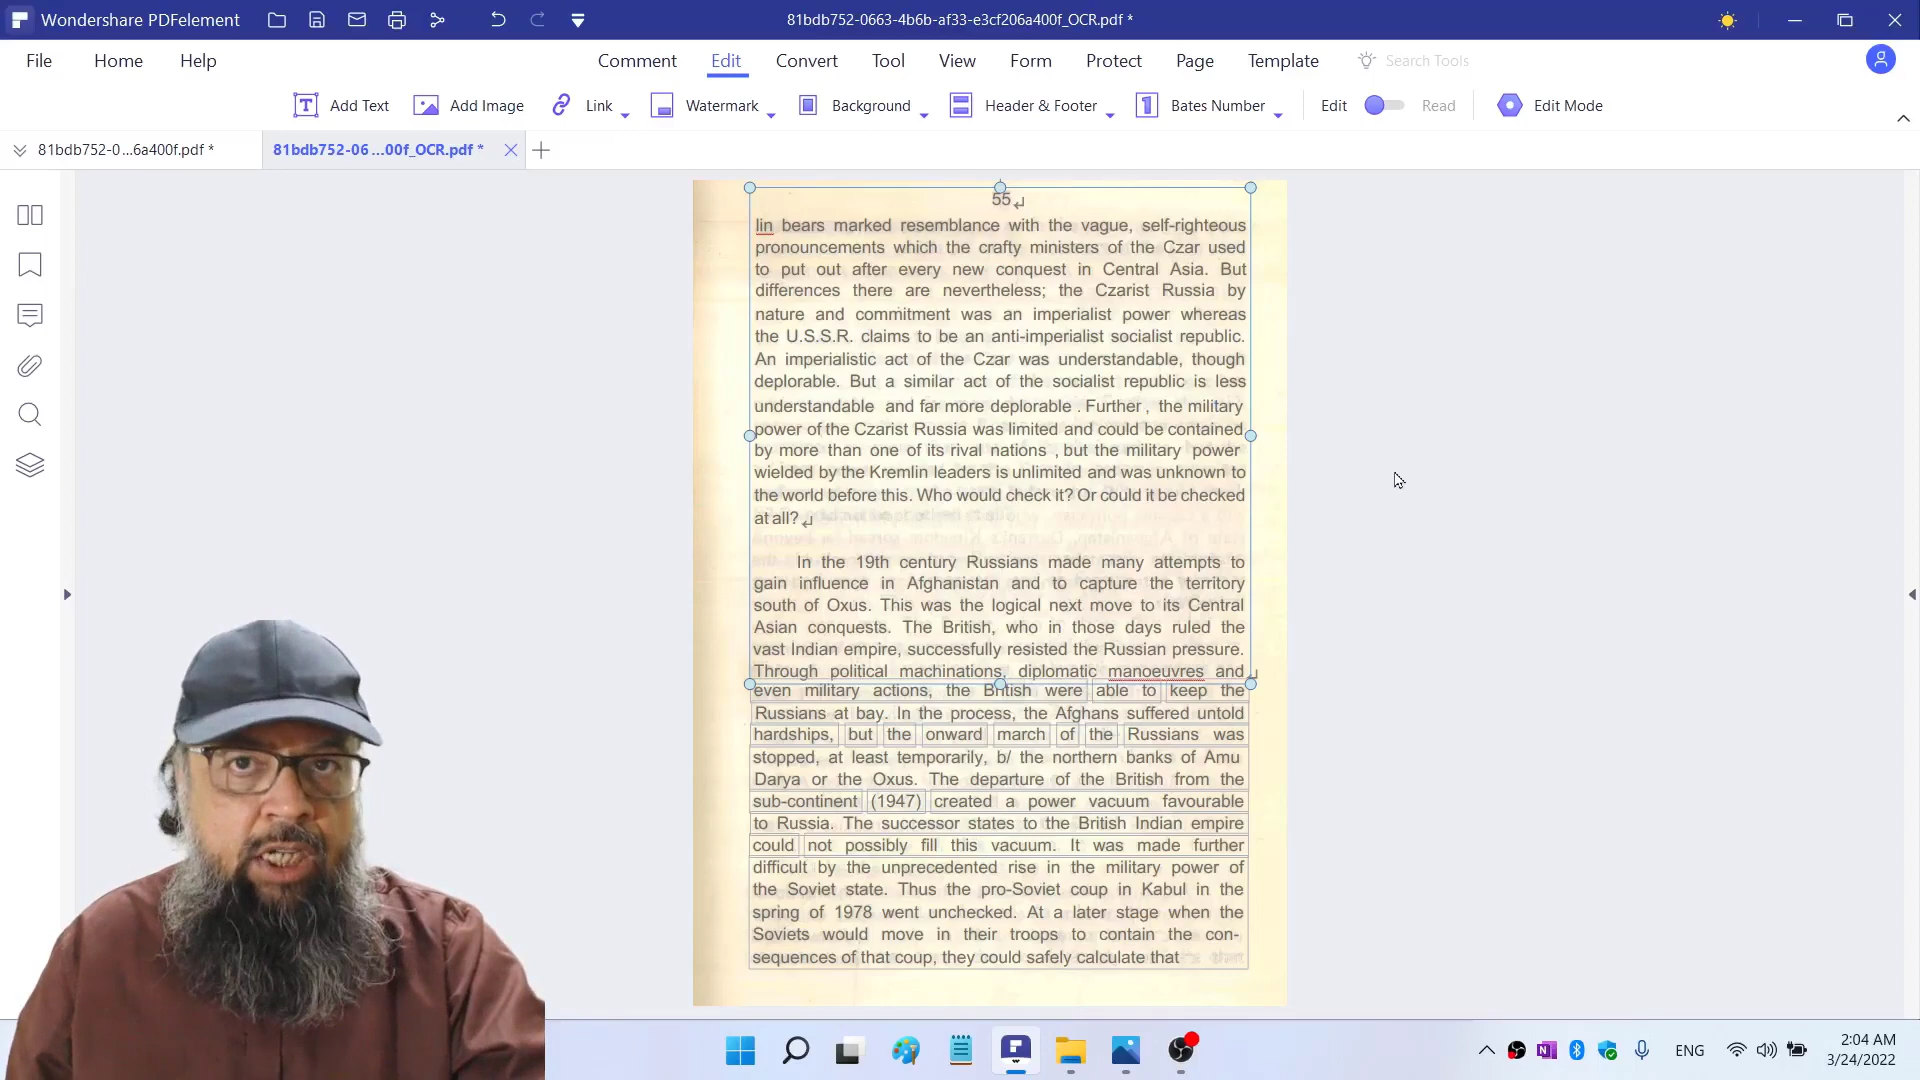 Wondershare PDFelement
81bdb752-0663-4b6b-af33-e3cf206a400f_OCR.pdf *
File Home Help Comment Edit Convert Tool View Form Protect Page Template Search Tools
Add Text Add Image Link Watermark Background Header & Footer Bates Number Edit Read Edit Mode
81bdb752-0...6a400f.pdf * 81bdb752-06 ...00f_OCR.pdf *
55
lin bears marked resemblance with the vague, self-righteous
pronouncements which the crafty ministers of the Czar used
to put out after every new conquest in Central Asia. But
differences there are nevertheless; the Czarist Russia by
nature and commitment was an imperialist power whereas
the U.S.S.R. claims to be an anti-imperialist socialist republic.
An imperialistic act of the Czar was understandable, though
deplorable. But a similar act of the socialist republic is less
understandable and far more deplorable . Further , the military
power of the Czarist Russia was limited and could be contained
by more than one of its rival nations , but the military power
wielded by the Kremlin leaders is unlimited and was unknown to
the world before this. Who would check it? Or could it be checked
at all?
In the 19th century Russians made many attempts to
gain influence in Afghanistan and to capture the territory
south of Oxus. This was the logical next move to its Central
Asian conquests. The British, who in those days ruled the
vast Indian empire, successfully resisted the Russian pressure.
Through political machinations, diplomatic manoeuvres and
even military actions, the British were able to keep the
Russians at bay. In the process, the Afghans suffered untold
hardships, but the onward march of the Russians was
stopped, at least temporarily, b/ the northern banks of Amu
Darya or the Oxus. The departure of the British from the
sub-continent (1947) created a power vacuum favourable
to Russia. The successor states to the British Indian empire
could not possibly fill this vacuum. It was made further
difficult by the unprecedented rise in the military power of
the Soviet state. Thus the pro-Soviet coup in Kabul in the
spring of 1978 went unchecked. At a later stage when the
Soviets would move in their troops to contain the con-
sequences of that coup, they could safely calculate that
ENG
2:04 AM
3/24/2022